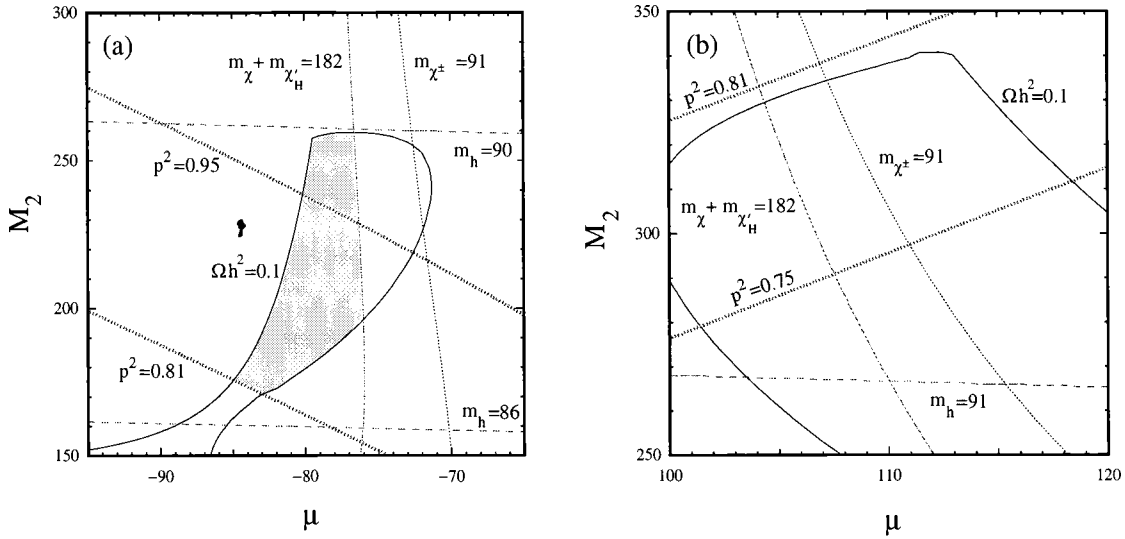 (a)
300
250
200
150
M₂
−90
−80
−70
μ
m_χ + m_χ'_H =182
m_χ± =91
p²=0.95
m_h=90
Ωh²=0.1
p²=0.81
m_h=86
(b)
350
300
250
M₂
100
110
120
μ
p²=0.81
Ωh²=0.1
m_χ±=91
m_χ + m_χ'_H =182
p²=0.75
m_h=91